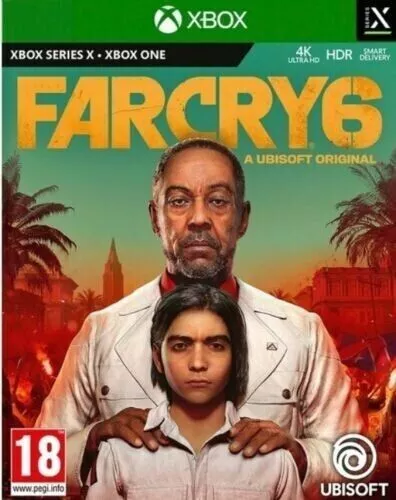 XBOX
SERIES X
XBOX SERIES X • XBOX ONE
4K
ULTRA HD
HDR
SMART
DELIVERY
FARCRY6
A UBISOFT ORIGINAL
18
www.pegi.info
UBISOFT